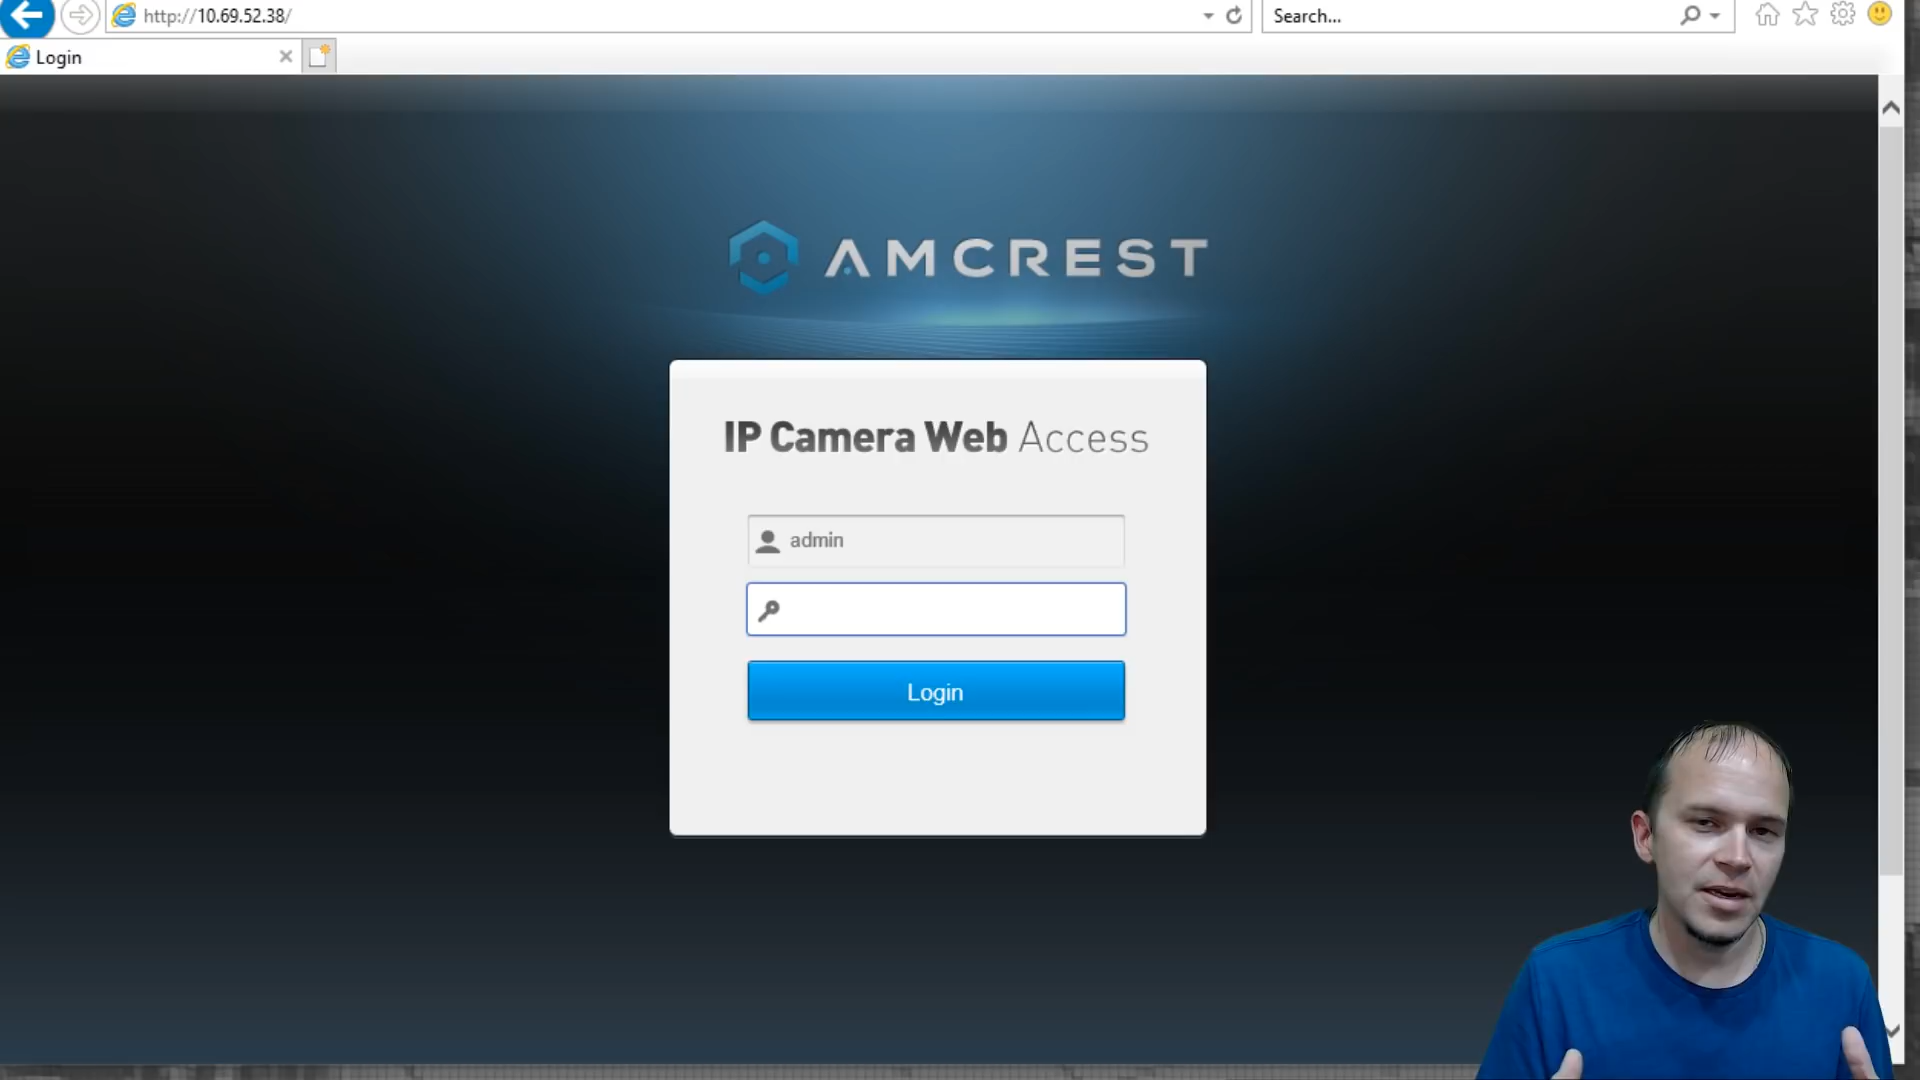 http://10.69.52.38/
Search...
Login
AMCREST
IP Camera Web Access
admin
Login